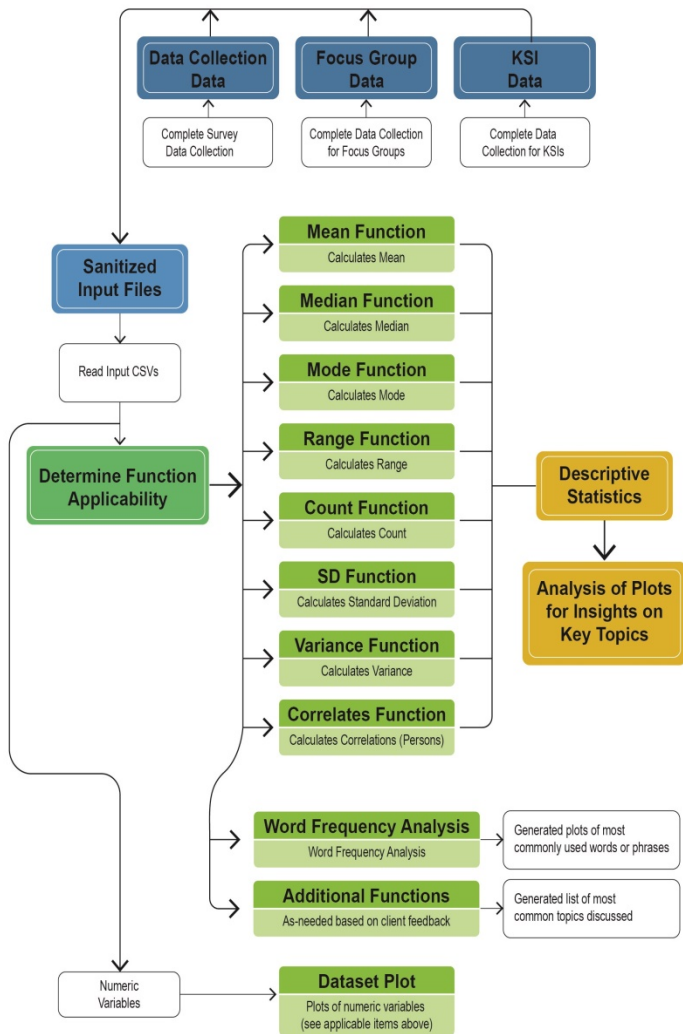 Data Collection
Data
Focus Group
Data
KSI
Data
Complete Survey
Data Collection
Complete Data Collection
for Focus Groups
Complete Data
Collection for KSIs
Sanitized
Input Files
Read Input CSVs
Determine Function
Applicability
Mean Function
Calculates Mean
Median Function
Calculates Median
Mode Function
Calculates Mode
Range Function
Calculates Range
Count Function
Calculates Count
SD Function
Calculates Standard Deviation
Variance Function
Calculates Variance
Correlates Function
Calculates Correlations (Persons)
Descriptive
Statistics
Analysis of Plots
for Insights on
Key Topics
Word Frequency Analysis
Word Frequency Analysis
Generated plots of most
commonly used words or phrases
Additional Functions
As-needed based on client feedback
Generated list of most
common topics discussed
Numeric
Variables
Dataset Plot
Plots of numeric variables
(see applicable items above)